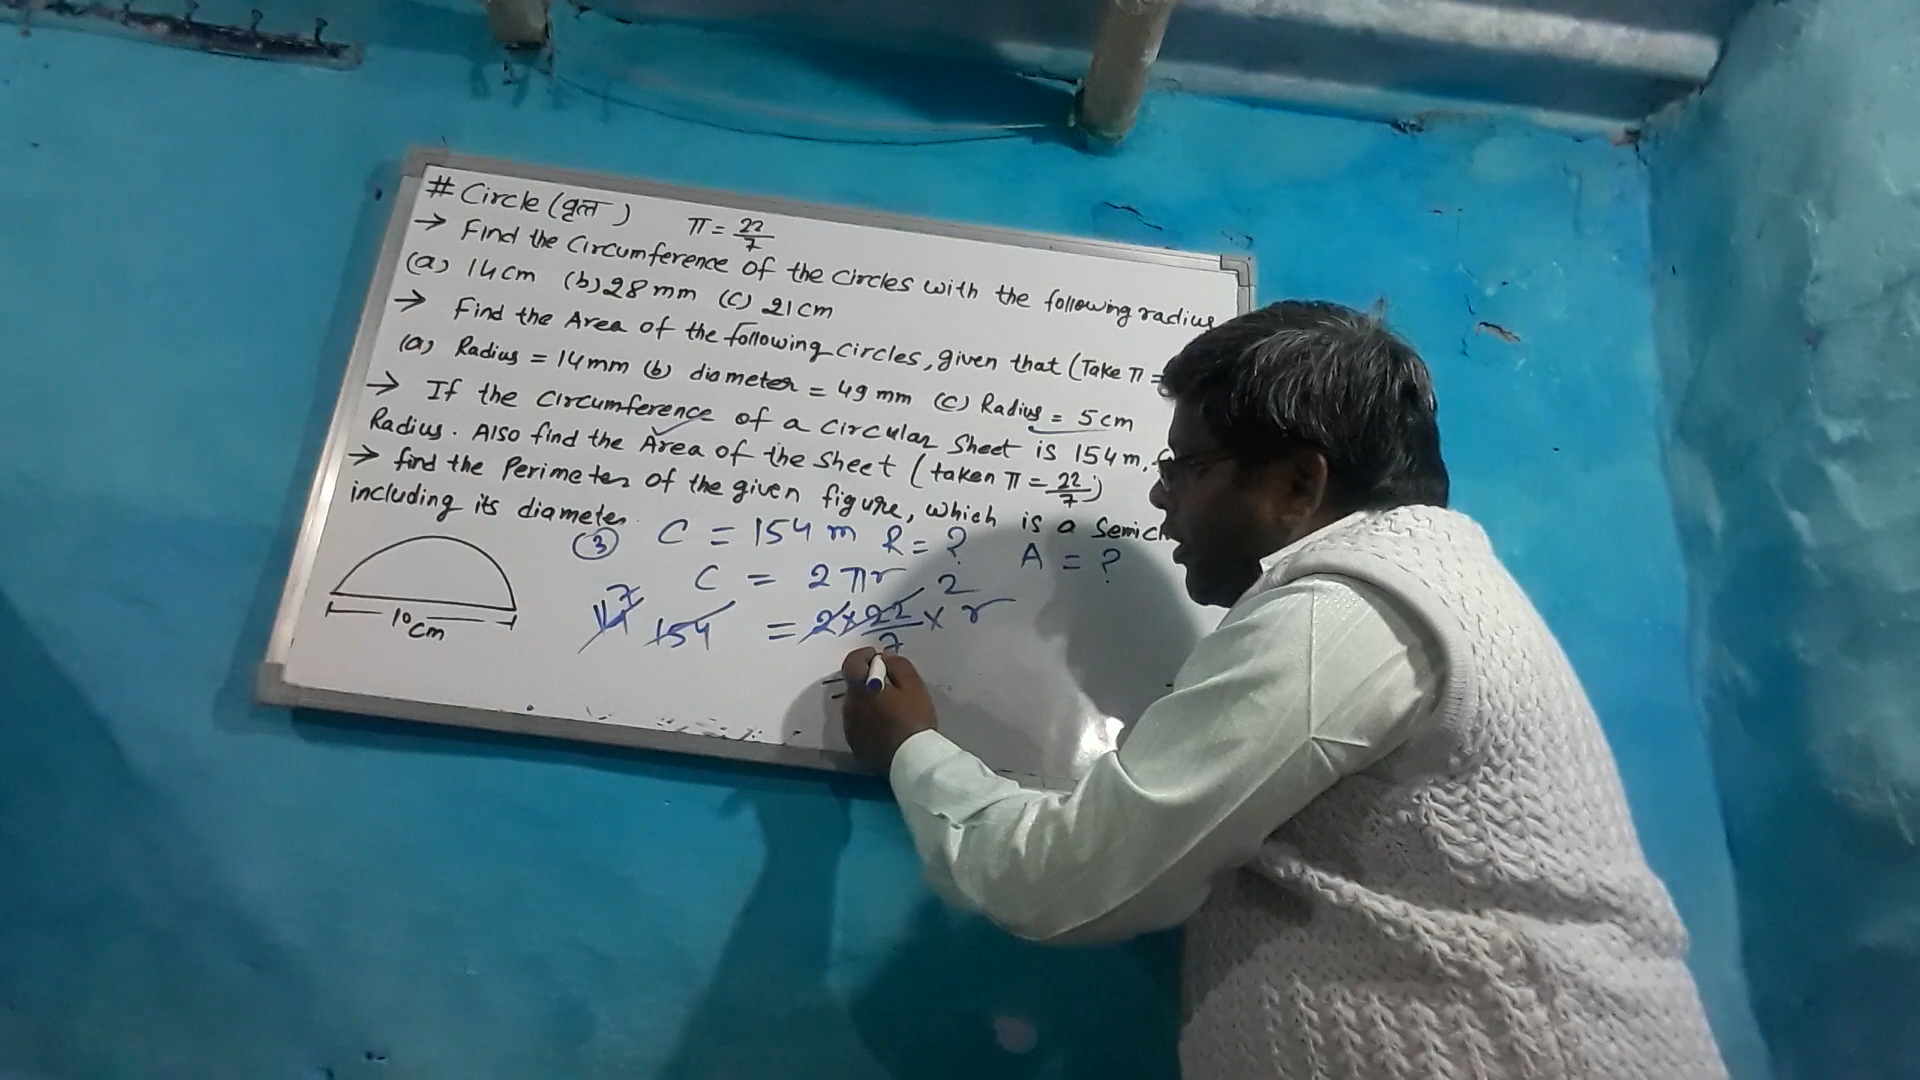 # Circle (वृत्त) π = 22/7
→ Find the Circumference of the Circles with the following radius
(a) 14cm (b) 28mm (c) 21cm
→ Find the Area of the following circles, given that (Take π =
(a) Radius = 14mm (b) diameter = 49 mm (c) Radius = 5cm
→ If the circumference of a circular sheet is 154m,
Radius. Also find the Area of the sheet (taken π = 22/7)
→ find the Perimeter of the given figure, which is a semic
including its diameter.
③ C = 154 m R = ? A = ?
C = 2πr
154 = 2×22/7 × r
7 2
10cm